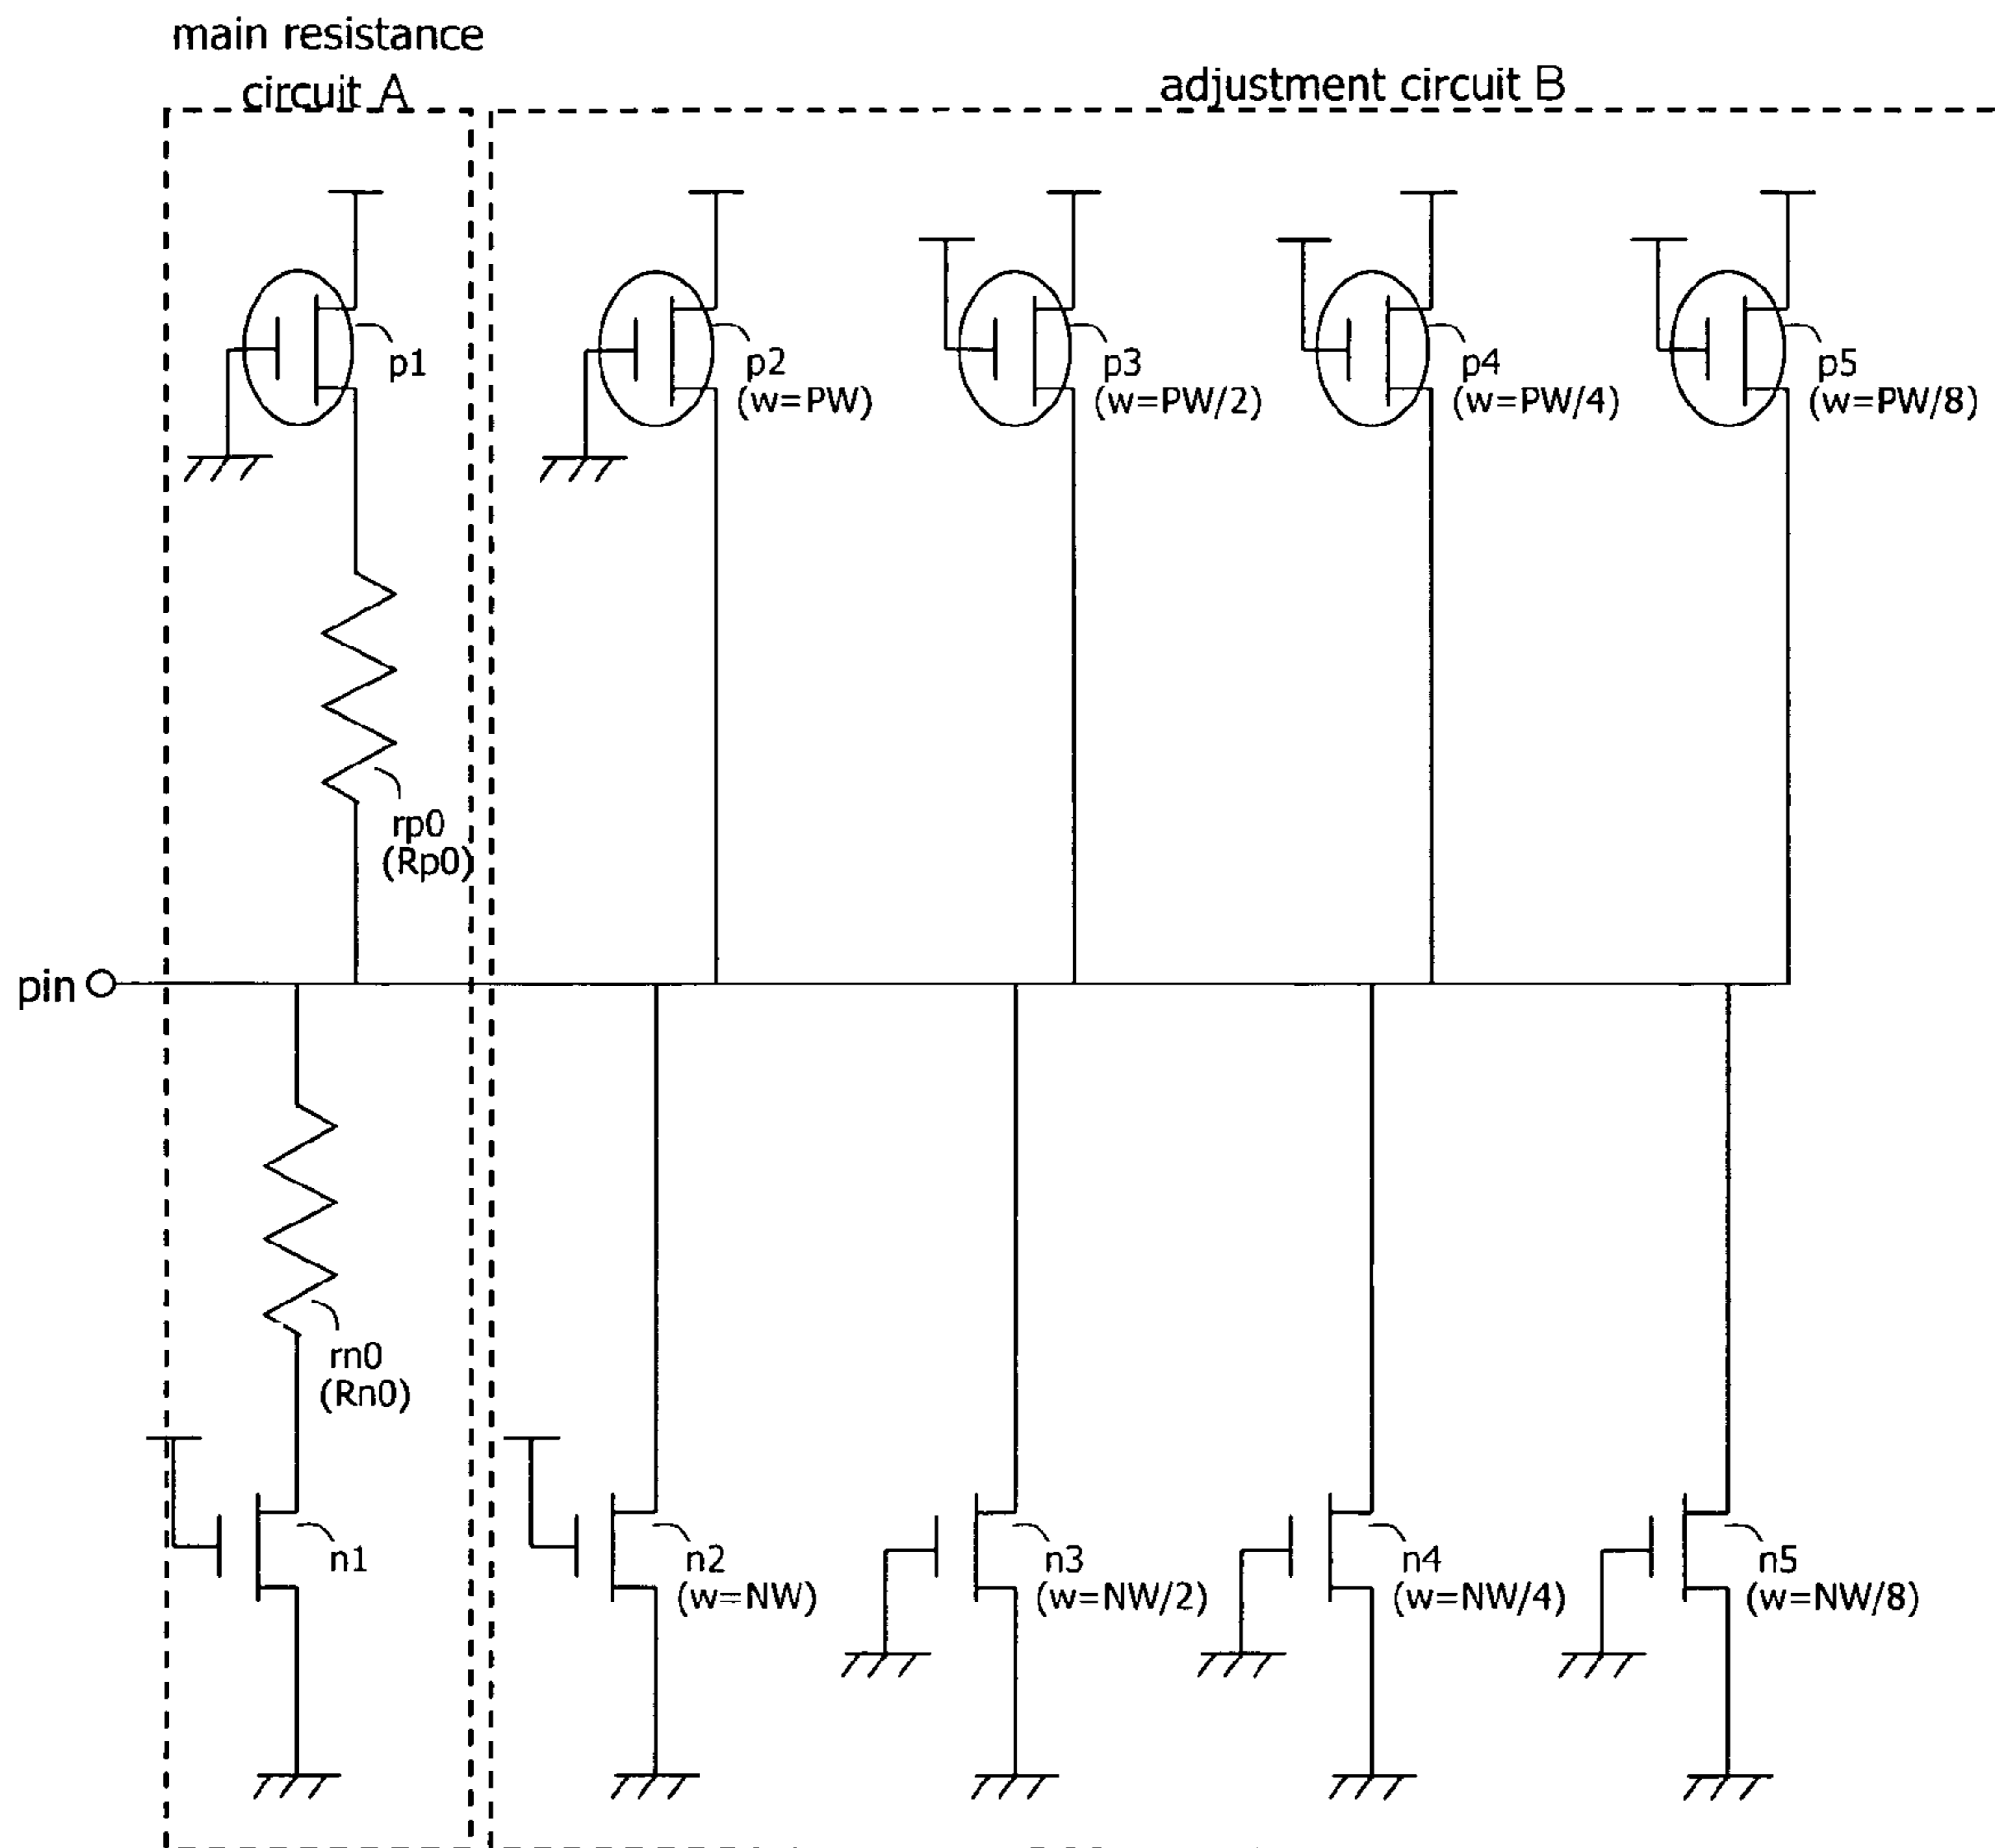 main resistance
circuit A
adjustment circuit B
p1
p2
(w=PW)
p3
(w=PW/2)
p4
(w=PW/4)
p5
(w=PW/8)
rp0
(Rp0)
pin
rn0
(Rn0)
n1
n2
(w=NW)
n3
(w=NW/2)
n4
(w=NW/4)
n5
(w=NW/8)